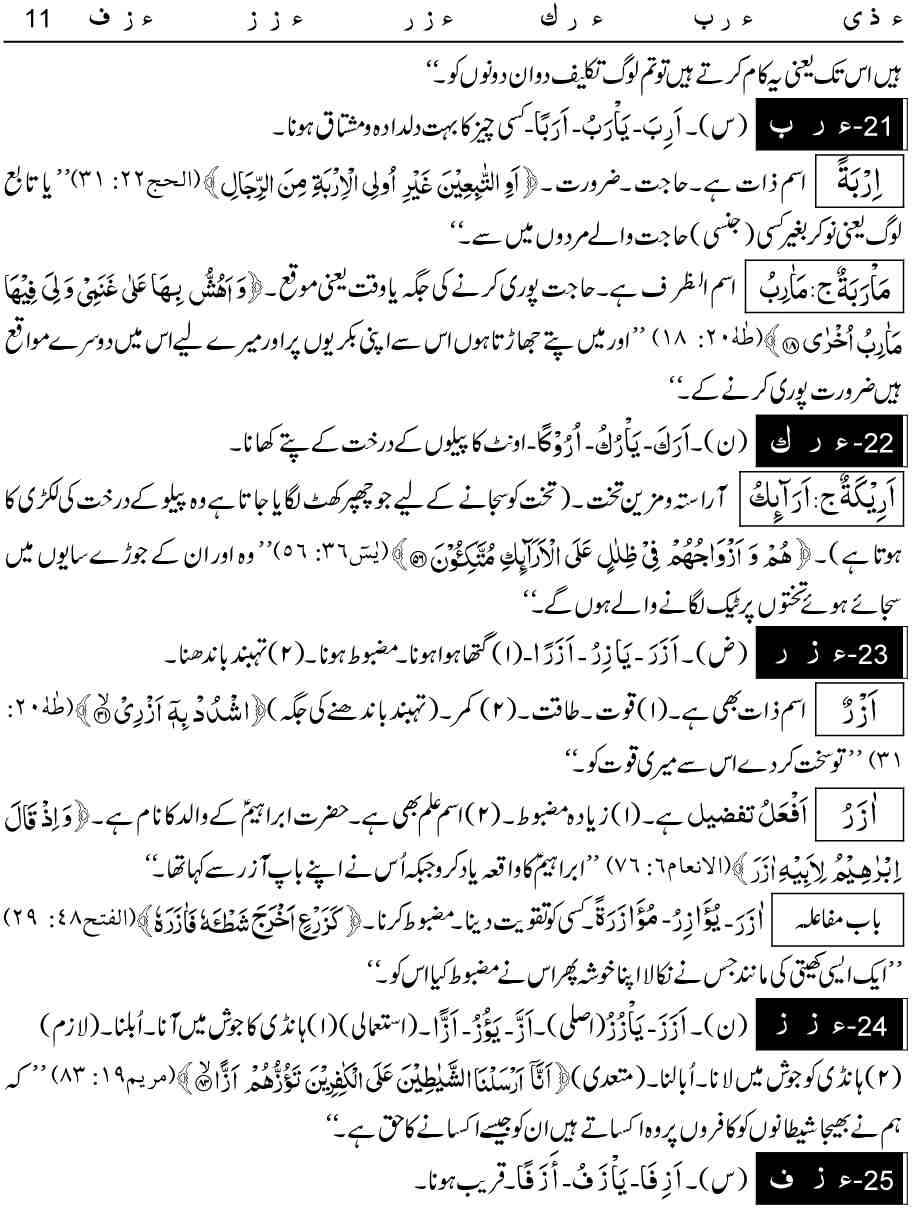 ء ذ ی ء ر ب ء ر ك ء ز ر ء ز ز ء ز ف 11
ہیں اس تک یعنی یہ کام کرتے ہیں تو تم لوگ تکلیف دو ان دونوں کو۔‘‘
21-ء ر ب (س)۔ اَرِبَ۔ یَأْرَبُ۔ اَرَبًا۔ کسی چیز کا بہت دلدادہ و مشتاق ہونا۔
اِرْبَةً اسم ذات ہے۔ حاجت۔ ضرورت۔ ﴿اَوِ التّٰبِعِیْنَ غَیْرِ اُولِی الْاِرْبَةِ مِنَ الرِّجَالِ﴾ (الحج۲۲: ۳۱) ’’یا تابع
لوگ یعنی نوکر بغیر کسی (جنسی) حاجت والے مردوں میں سے۔‘‘
مَأْرَبَةٌ ج: مَاٰرِبُ اسم الظرف ہے۔ حاجت پوری کرنے کی جگہ یا وقت یعنی موقع۔ ﴿وَ اَهُشُّ بِهَا عَلٰی غَنَمِیْ وَ لِیَ فِیْهَا
مَاٰرِبُ اُخْرٰی ۝۱۸﴾ (طٰهٰ۲۰: ۱۸) ’’اور میں پتے جھاڑتا ہوں اس سے اپنی بکریوں پر اور میرے لیے اس میں دوسرے مواقع
ہیں ضرورت پوری کرنے کے۔‘‘
22-ء ر ك (ن)۔ اَرَكَ۔ یَأْرُكُ۔ اُرُوْكًا۔ اونٹ کا پیلوں کے درخت کے پتے کھانا۔
اَرِیْکَةٌ ج: اَرَآىِٕكُ آراستہ و مزین تخت۔ (تخت کو سجانے کے لیے جو چھپر کھٹ لگایا جاتا ہے وہ پیلو کے درخت کی لکڑی کا
ہوتا ہے)۔ ﴿هُمْ وَ اَزْوَاجُهُمْ فِیْ ظِلٰلٍ عَلَی الْاَرَآىِٕكِ مُتَّكِـُٔوْنَ ۝۵۶﴾ (یٰسٓ۳۶: ۵۶) ’’وہ اور ان کے جوڑے سایوں میں
سجائے ہوئے تختوں پر ٹیک لگانے والے ہوں گے۔‘‘
23-ء ز ر (ض)۔ اَزَرَ۔ یَأْزِرُ۔ اَزَرًا۔ (۱) گتھا ہوا ہونا۔ مضبوط ہونا۔ (۲) تہبند باندھنا۔
اَزْرٌ اسم ذات بھی ہے۔ (۱) قوت۔ طاقت۔ (۲) کمر۔ (تہبند باندھنے کی جگہ) ﴿اشْدُدْ بِهٖۤ اَزْرِیْ ۝۳۱﴾ (طٰهٰ۲۰:
۳۱) ’’تو سخت کر دے اس سے میری قوت کو۔‘‘
اٰزَرُ اَفْعَلُ تفضیل ہے۔ (۱) زیادہ مضبوط۔ (۲) اسم علم بھی ہے۔ حضرت ابراہیمؑ کے والد کا نام ہے۔ ﴿وَ اِذْ قَالَ
اِبْرٰهِیْمُ لِاَبِیْهِ اٰزَرَ﴾ (الانعام۶: ۷۶) ’’ابراہیمؑ کا واقعہ یاد کرو جبکہ اُس نے اپنے باپ آزر سے کہا تھا۔‘‘
باب مفاعلہ اٰزَرَ۔ یُؤَازِرُ۔ مُؤَازَرَةً۔ کسی کو تقویت دینا۔ مضبوط کرنا۔ ﴿كَزَرْعٍ اَخْرَجَ شَطْـَٔهٗ فَاٰزَرَهٗ﴾ (الفتح۴۸: ۲۹)
’’ایک ایسی کھیتی کی مانند جس نے نکالا اپنا خوشہ پھر اس نے مضبوط کیا اس کو۔‘‘
24-ء ز ز (ن)۔ اَزَزَ۔ یَأْزُزُ (اصلی)۔ اَزَّ۔ یَؤُزُّ۔ اَزًّا۔ (استعمالی) (۱) ہانڈی کا جوش میں آنا۔ اُبلنا۔ (لازم)
(۲) ہانڈی کو جوش میں لانا۔ اُبالنا۔ (متعدی) ﴿اَنَّاۤ اَرْسَلْنَا الشَّیٰطِیْنَ عَلَی الْكٰفِرِیْنَ تَؤُزُّهُمْ اَزًّا ۝۸۳﴾ (مریم۱۹: ۸۳) ’’کہ
ہم نے بھیجا شیطانوں کو کافروں پر وہ اکساتے ہیں ان کو جیسے اکسانے کا حق ہے۔‘‘
25-ء ز ف (س)۔ اَزِفَا۔ یَأْزَفُ۔ أَزَفًا۔ قریب ہونا۔